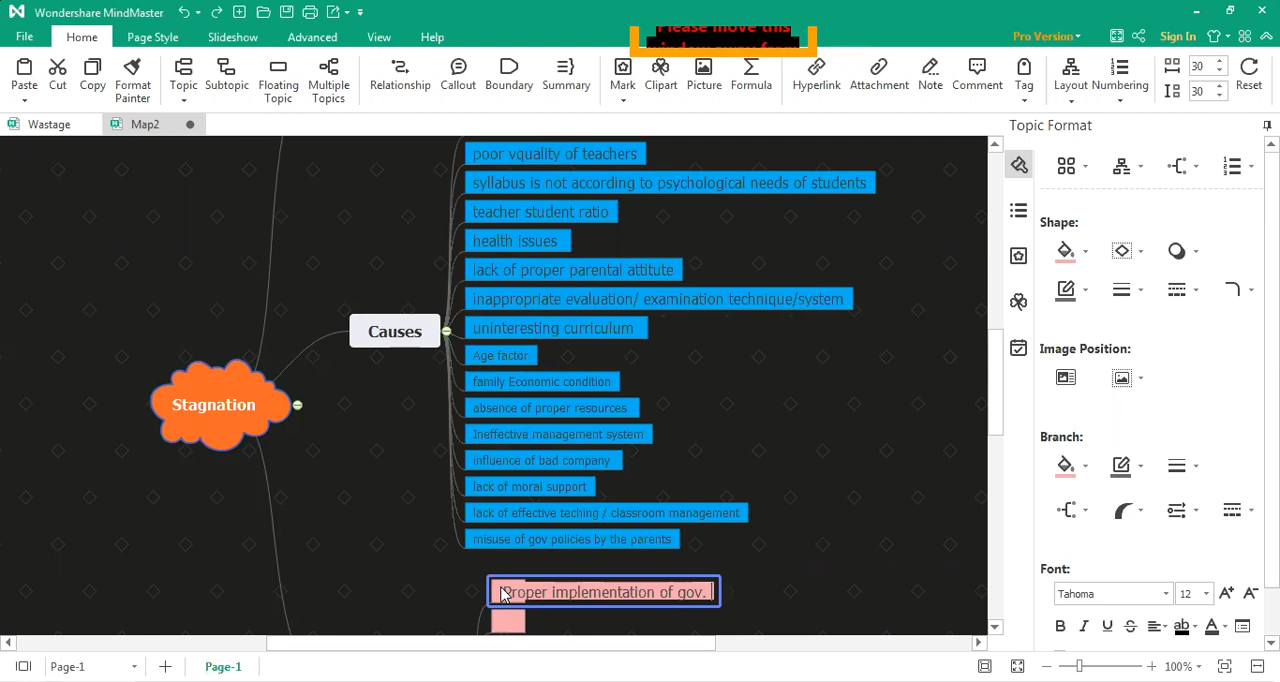 Wondershare MindMaster
File Home Page Style Slideshow Advanced View Help
Please move this
Pro Version Sign In
Paste Cut Copy Format Painter Topic Subtopic Floating Topic Multiple Topics Relationship Callout Boundary Summary Mark Clipart Picture Formula Hyperlink Attachment Note Comment Tag Layout Numbering 30 30 Reset
Wastage Map2
Topic Format
poor vquality of teachers
syllabus is not according to psychological needs of students
teacher student ratio
health issues
lack of proper parental attitute
inappropriate evaluation/ examination technique/system
uninteresting curriculum
Age factor
family Economic condition
absence of proper resources
Ineffective management system
influence of bad company
lack of moral support
lack of effective teching / classroom management
misuse of gov policies by the parents
Causes
Stagnation
Proper implementation of gov.
Shape:
Image Position:
Branch:
Font:
Tahoma 12
B I U S ab A
Page-1 Page-1 100%